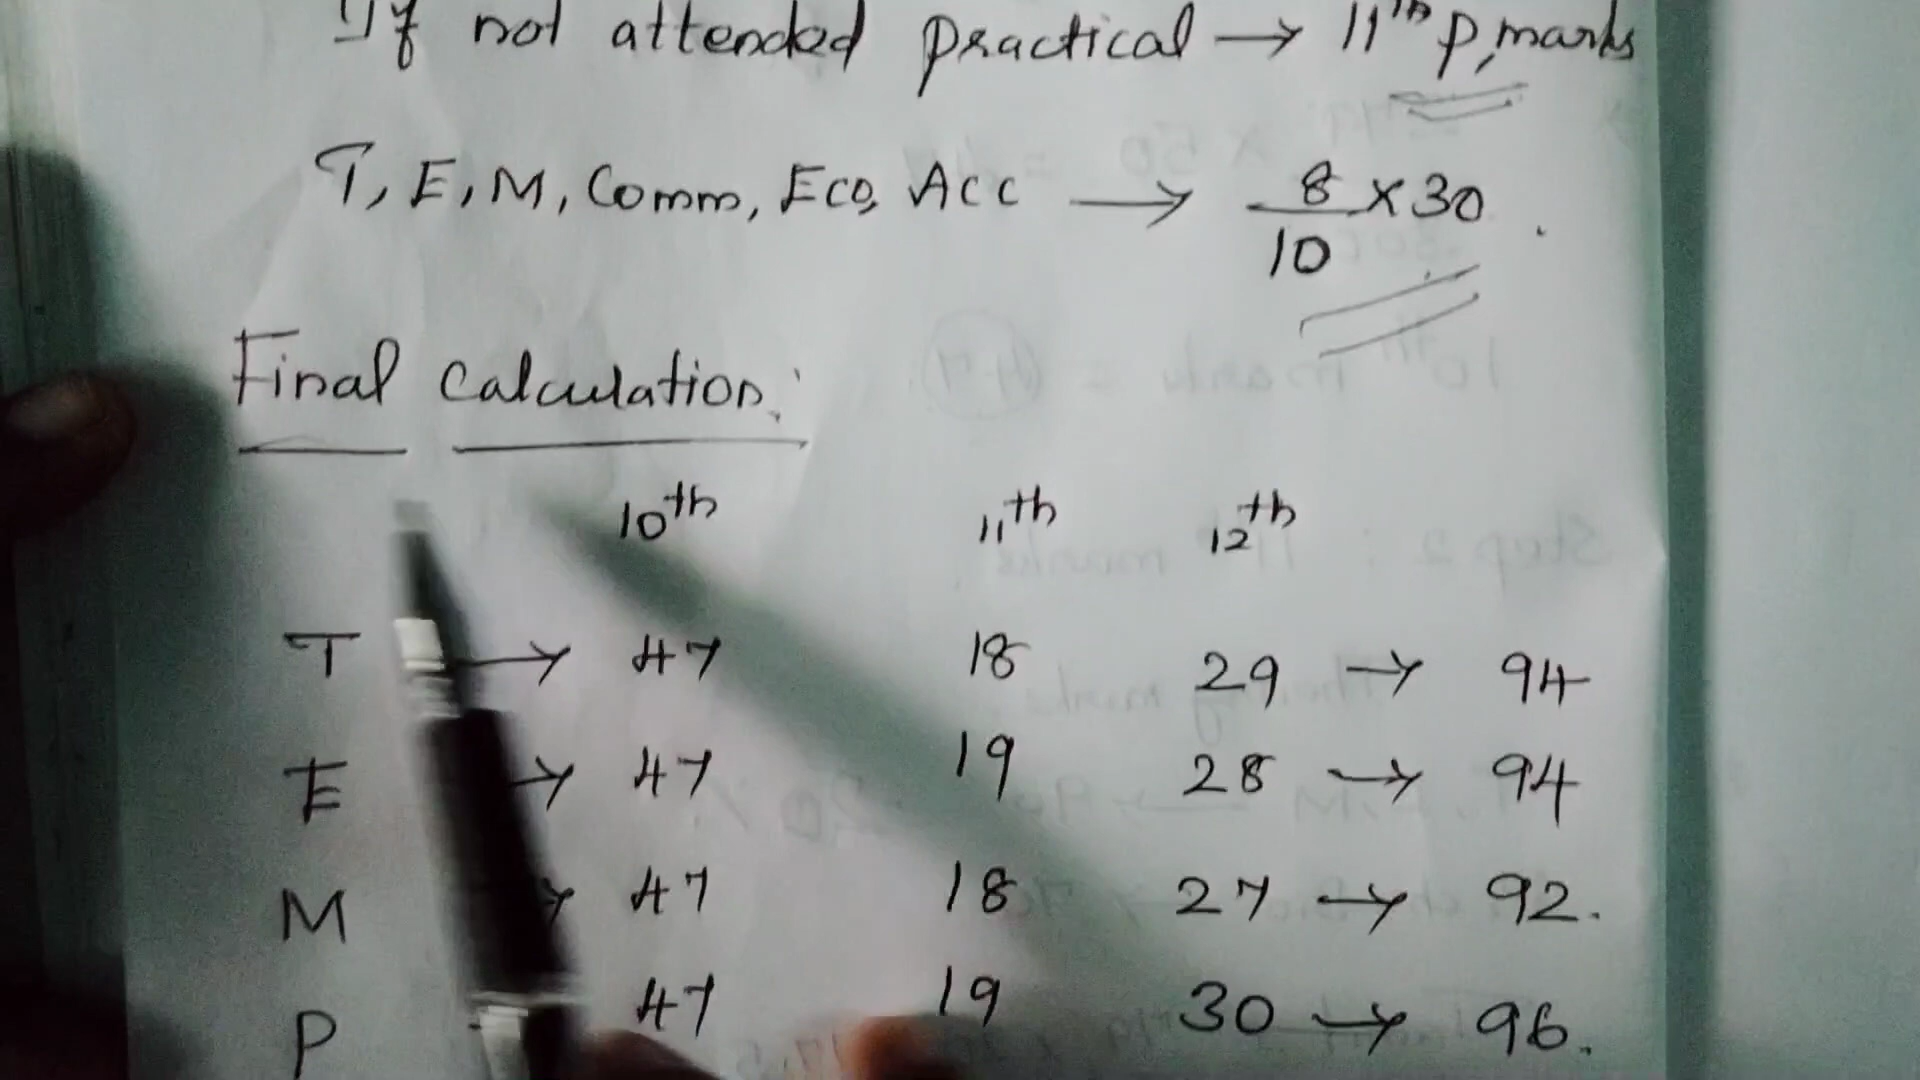 If not attended practical → 11th p, marks
T, E, M, Comm, Eco, Acc → 8/10 x 30.
Final calculation:
10th 11th 12th
T → 47 18 29 → 94
E → 47 19 28 → 94
M → 47 18 27 → 92.
P 47 19 30 → 96.